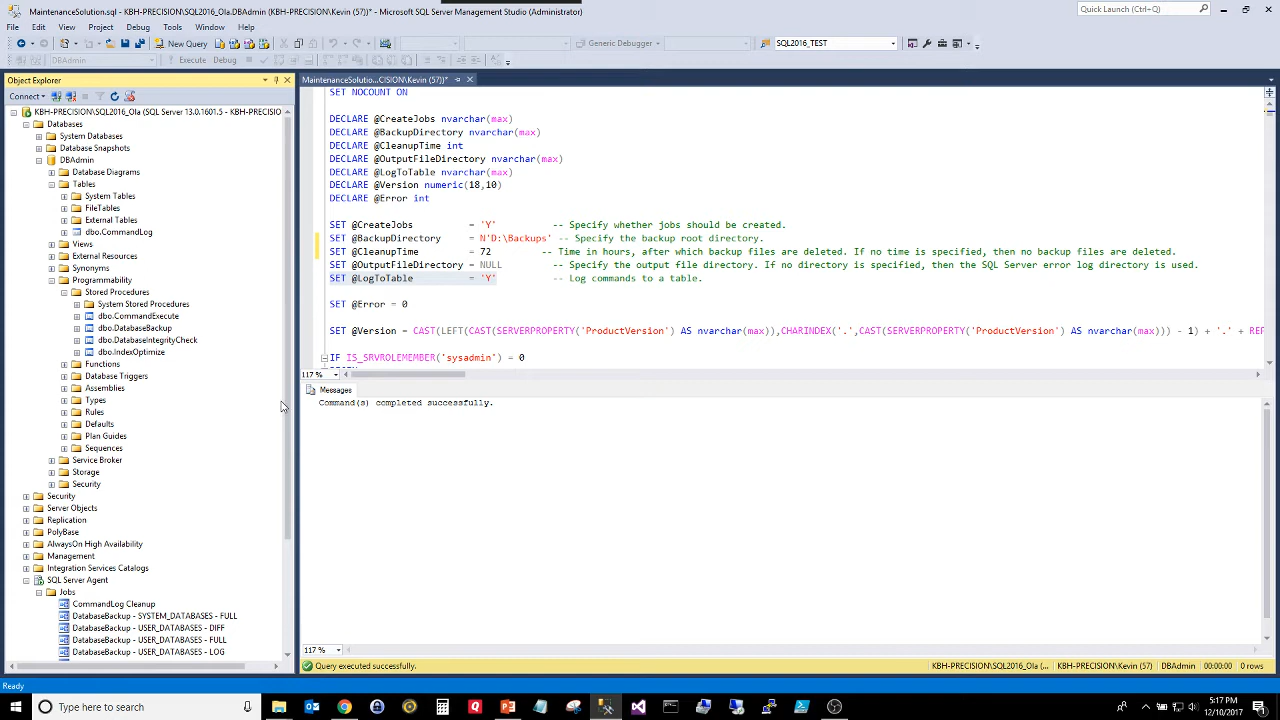 MaintenanceSolution.sql - KBH-PRECISION\SQL2016_Ola.DBAdmin (KBH-PRECISION\Kevin (57))* - Microsoft SQL Server Management Studio (Administrator)
Quick Launch (Ctrl+Q)
File Edit View Project Debug Tools Window Help
New Query
Generic Debugger
SQL2016_TEST
DBAdmin
Execute Debug
Object Explorer
MaintenanceSolution...CISION\Kevin (57))*
Connect
KBH-PRECISION\SQL2016_Ola (SQL Server 13.0.1601.5 - KBH-PRECISIO
Databases
System Databases
Database Snapshots
DBAdmin
Database Diagrams
Tables
System Tables
FileTables
External Tables
dbo.CommandLog
Views
External Resources
Synonyms
Programmability
Stored Procedures
System Stored Procedures
dbo.CommandExecute
dbo.DatabaseBackup
dbo.DatabaseIntegrityCheck
dbo.IndexOptimize
Functions
Database Triggers
Assemblies
Types
Rules
Defaults
Plan Guides
Sequences
Service Broker
Storage
Security
Security
Server Objects
Replication
PolyBase
AlwaysOn High Availability
Management
Integration Services Catalogs
SQL Server Agent
Jobs
CommandLog Cleanup
DatabaseBackup - SYSTEM_DATABASES - FULL
DatabaseBackup - USER_DATABASES - DIFF
DatabaseBackup - USER_DATABASES - FULL
DatabaseBackup - USER_DATABASES - LOG
SET NOCOUNT ON
DECLARE @CreateJobs nvarchar(max)
DECLARE @BackupDirectory nvarchar(max)
DECLARE @CleanupTime int
DECLARE @OutputFileDirectory nvarchar(max)
DECLARE @LogToTable nvarchar(max)
DECLARE @Version numeric(18,10)
DECLARE @Error int
SET @CreateJobs = 'Y' -- Specify whether jobs should be created.
SET @BackupDirectory = N'D:\Backups' -- Specify the backup root directory.
SET @CleanupTime = 72 -- Time in hours, after which backup files are deleted. If no time is specified, then no backup files are deleted.
SET @OutputFileDirectory = NULL -- Specify the output file directory. If no directory is specified, then the SQL Server error log directory is used.
SET @LogToTable = 'Y' -- Log commands to a table.
SET @Error = 0
SET @Version = CAST(LEFT(CAST(SERVERPROPERTY('ProductVersion') AS nvarchar(max)),CHARINDEX('.',CAST(SERVERPROPERTY('ProductVersion') AS nvarchar(max))) - 1) + '.' + REP
IF IS_SRVROLEMEMBER('sysadmin') = 0
117 %
Messages
Command(s) completed successfully.
117 %
Query executed successfully.
KBH-PRECISION\SQL2016_Ola (... KBH-PRECISION\Kevin (57) DBAdmin 00:00:00 0 rows
Ready
Type here to search
5:17 PM
12/10/2017